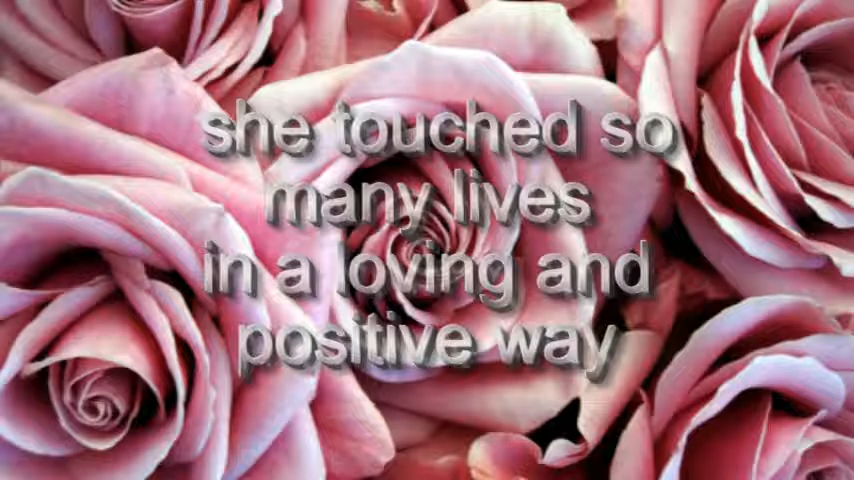 she touched so
many lives
in a loving and
positive way